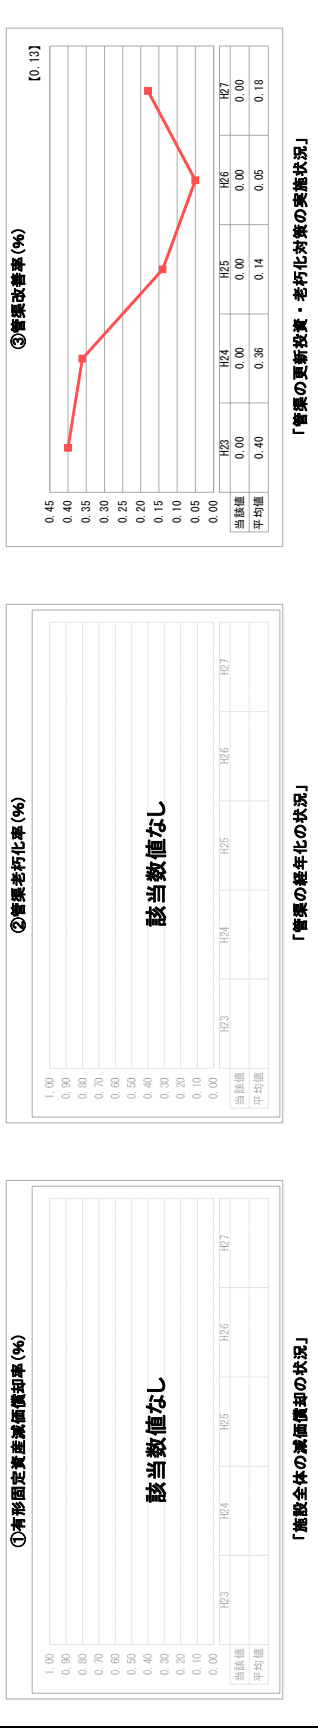 ①有形固定資産減価償却率(%)
1.00
0.90
0.80
0.70
0.60
0.50
0.40
0.30
0.20
0.10
0.00
該当数値なし
H23 H24 H25 H26 H27
当該値
平均値
「施設全体の減価償却の状況」
②管渠老朽化率(%)
1.00
0.90
0.80
0.70
0.60
0.50
0.40
0.30
0.20
0.10
0.00
該当数値なし
H23 H24 H25 H26 H27
当該値
平均値
「管渠の経年化の状況」
③管渠改善率(%)
【0.13】
0.45
0.40
0.35
0.30
0.25
0.20
0.15
0.10
0.05
0.00
H23 H24 H25 H26 H27
当該値 0.00 0.00 0.00 0.00 0.00
平均値 0.40 0.36 0.14 0.05 0.18
「管渠の更新投資・老朽化対策の実施状況」